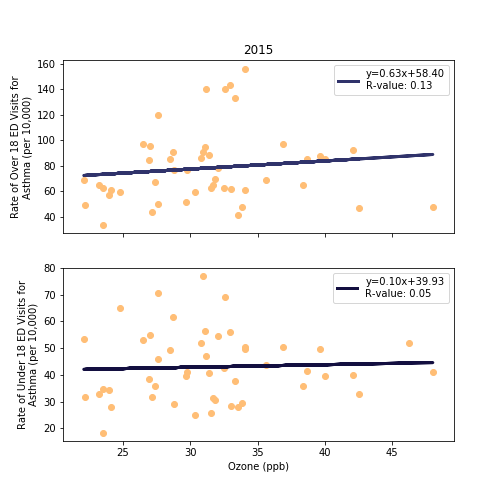 2015
Rate of Over 18 ED Visits for
Asthma (per 10,000)
160
140
120
100
80
60
40
y=0.63x+58.40
R-value: 0.13
Rate of Under 18 ED Visits for
Asthma (per 10,000)
80
70
60
50
40
30
20
y=0.10x+39.93
R-value: 0.05
25
30
35
40
45
Ozone (ppb)